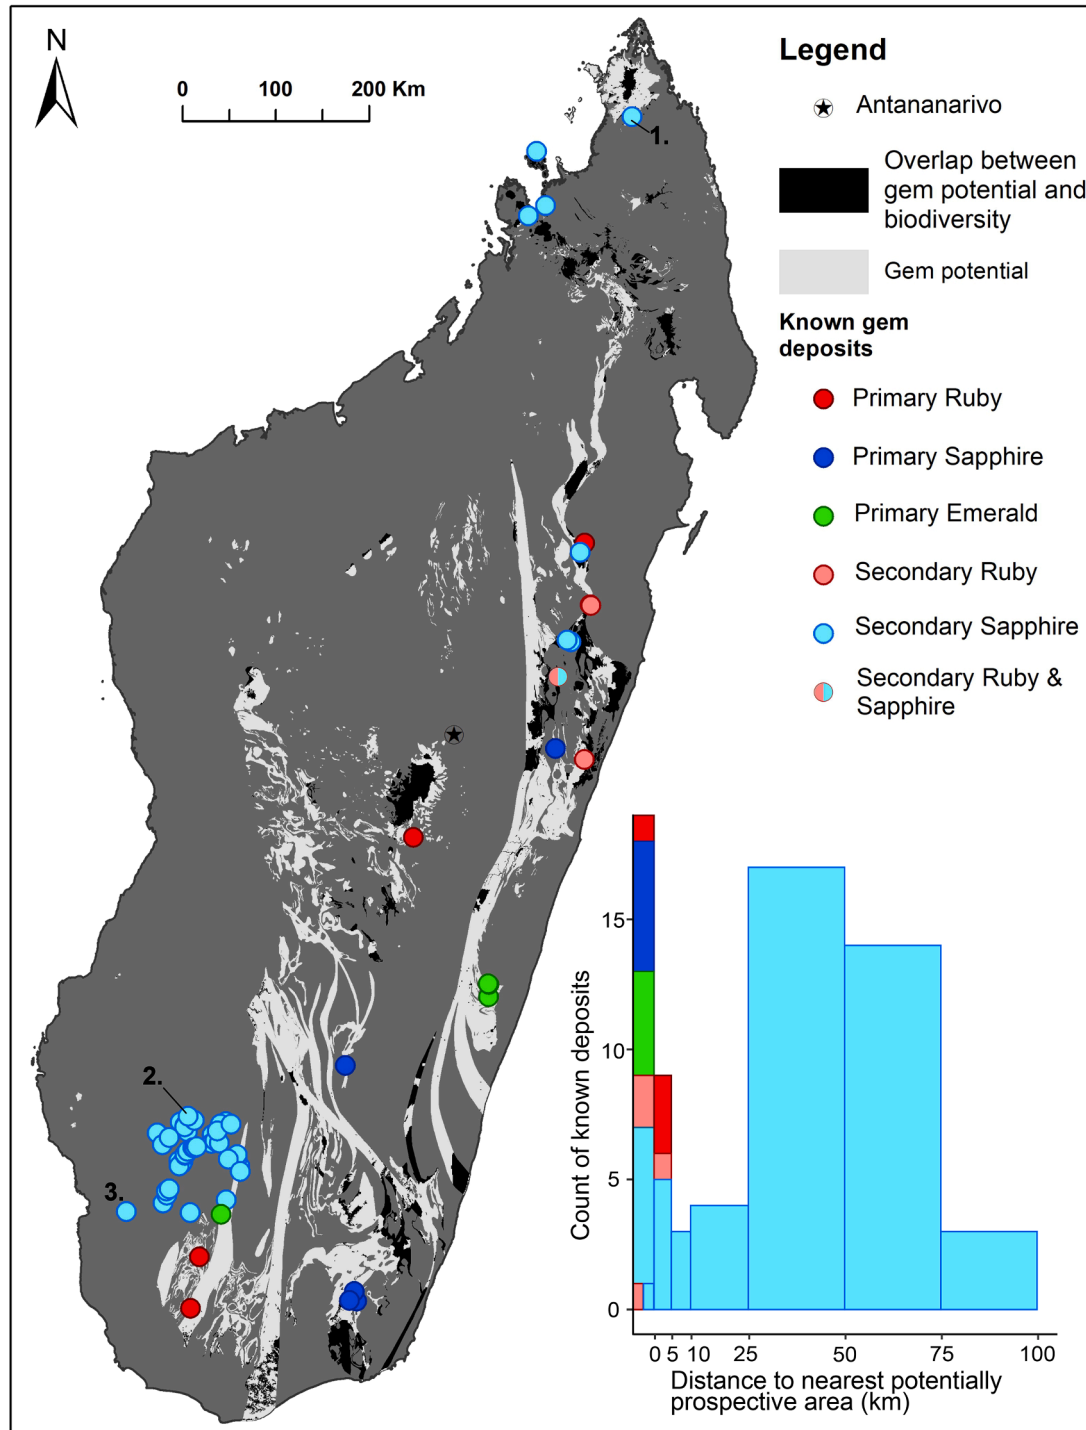 N
0 100 200 Km
Legend
Antananarivo
Overlap between
gem potential and
biodiversity
Gem potential
Known gem
deposits
Primary Ruby
Primary Sapphire
Primary Emerald
Secondary Ruby
Secondary Sapphire
Secondary Ruby &
Sapphire
1.
2.
3.
Count of known deposits
15
10
5
0
0 5 10 25 50 75 100
Distance to nearest potentially
prospective area (km)